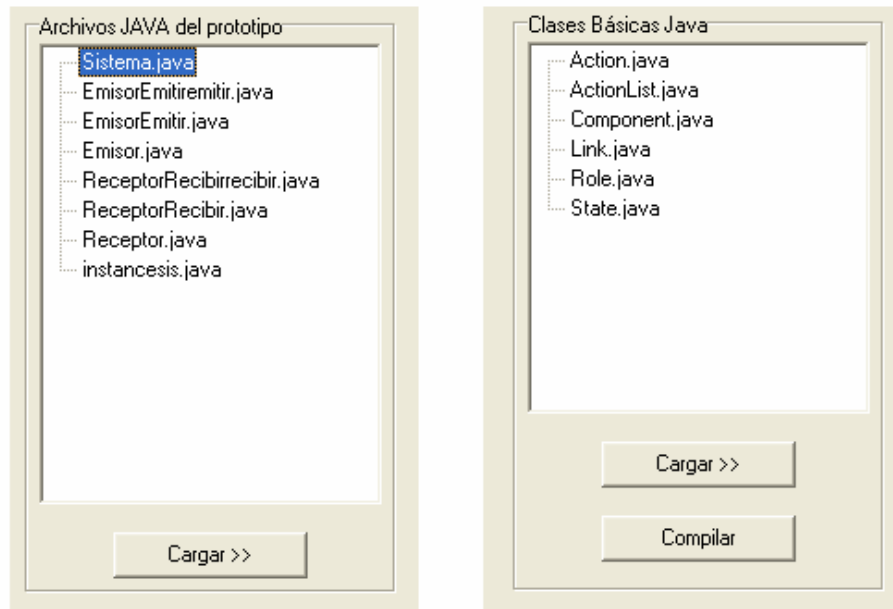 Archivos JAVA del prototipo
Sistema.java
EmisorEmitiremitir.java
EmisorEmitir.java
Emisor.java
ReceptorRecibirrecibir.java
ReceptorRecibir.java
Receptor.java
instancesis.java
Cargar >>
Clases Básicas Java
Action.java
ActionList.java
Component.java
Link.java
Role.java
State.java
Cargar >>
Compilar